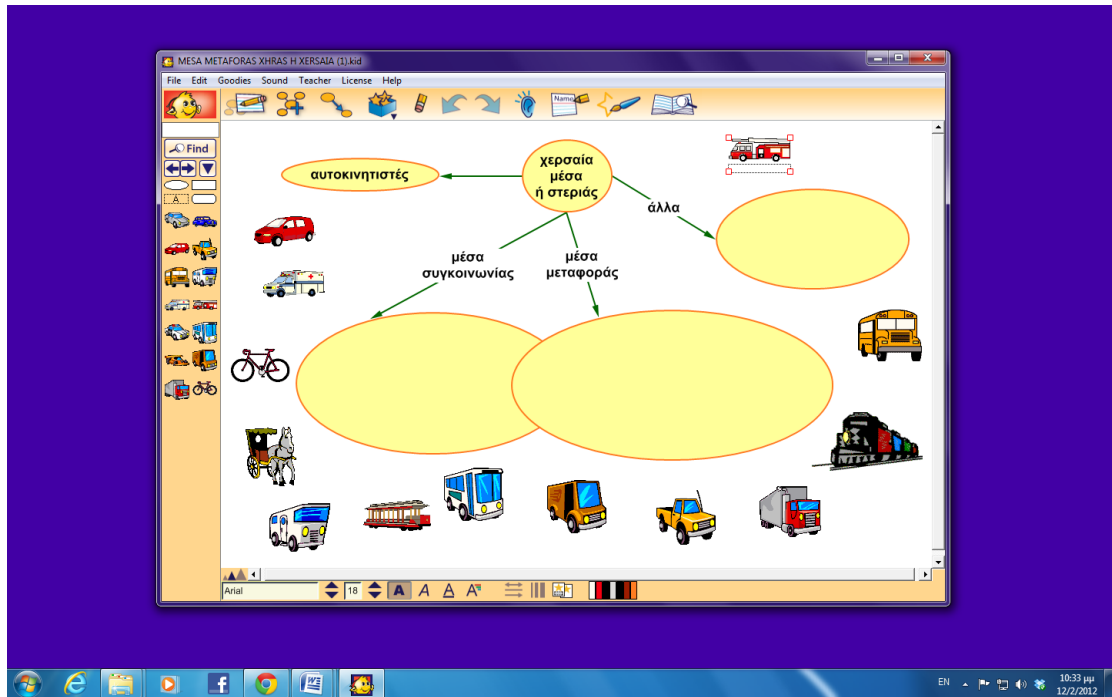 MESA METAFORAS XHRAS H XERSAIA (1).kid
File Edit Goodies Sound Teacher License Help
Name
Find
A
αυτοκινητιστές
χερσαία
μέσα
ή στεριάς
άλλα
μέσα
συγκοινωνίας
μέσα
μεταφοράς
Arial 18 A A A A
EN 10:33 μμ
12/2/2012